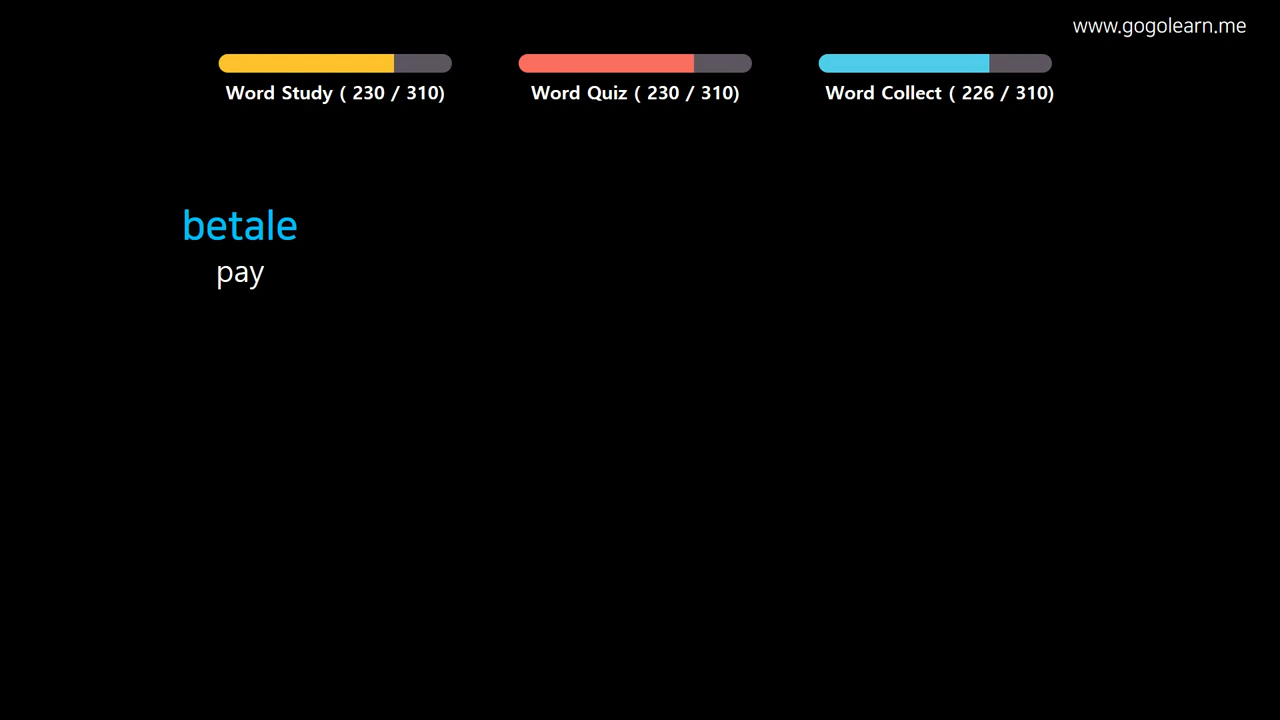 www.gogolearn.me
Word Study ( 230 / 310)
Word Quiz ( 230 / 310)
Word Collect ( 226 / 310)
betale
pay